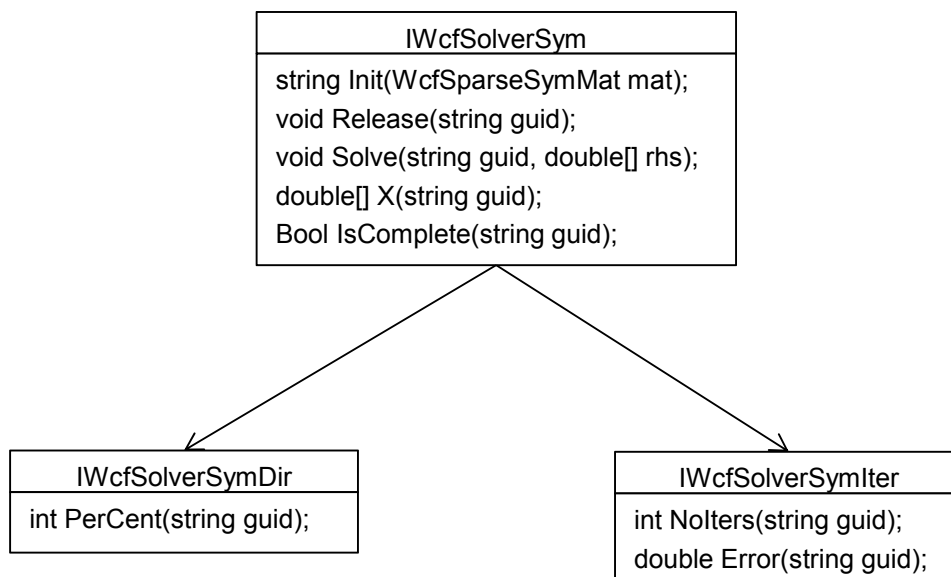 IWcfSolverSym
string Init(WcfSparseSymMat mat);
void Release(string guid);
void Solve(string guid, double[] rhs);
double[] X(string guid);
Bool IsComplete(string guid);
IWcfSolverSymDir
int PerCent(string guid);
IWcfSolverSymIter
int NoIters(string guid);
double Error(string guid);